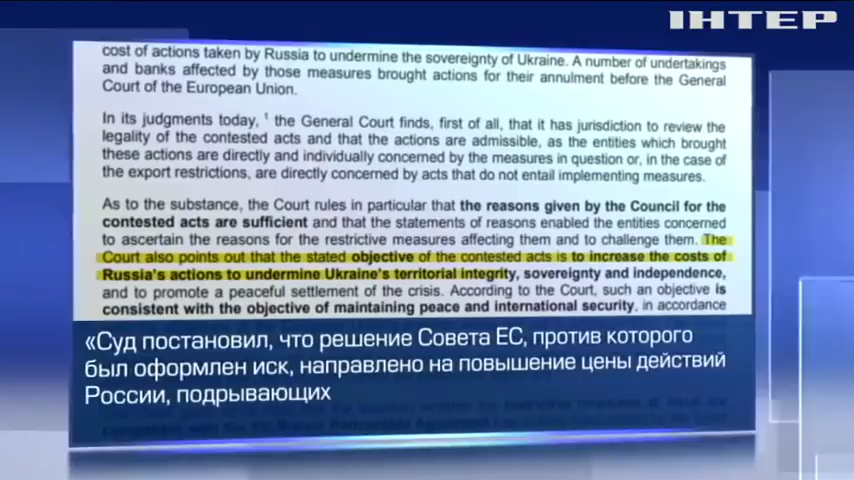 ІНТЕР
cost of actions taken by Russia to undermine the sovereignty of Ukraine. A number of undertakings
and banks affected by those measures brought actions for their annulment before the General
Court of the European Union.
In its judgments today, ¹ the General Court finds, first of all, that it has jurisdiction to review the
legality of the contested acts and that the actions are admissible, as the entities which brought
these actions are directly and individually concerned by the measures in question or, in the case of
the export restrictions, are directly concerned by acts that do not entail implementing measures.
As to the substance, the Court rules in particular that the reasons given by the Council for the
contested acts are sufficient and that the statements of reasons enabled the entities concerned
to ascertain the reasons for the restrictive measures affecting them and to challenge them. The
Court also points out that the stated objective of the contested acts is to increase the costs of
Russia's actions to undermine Ukraine's territorial integrity, sovereignty and independence,
and to promote a peaceful settlement of the crisis. According to the Court, such an objective is
consistent with the objective of maintaining peace and international security, in accordance
«Суд постановил, что решение Совета ЕС, против которого
был оформлен иск, направлено на повышение цены действий
России, подрывающих